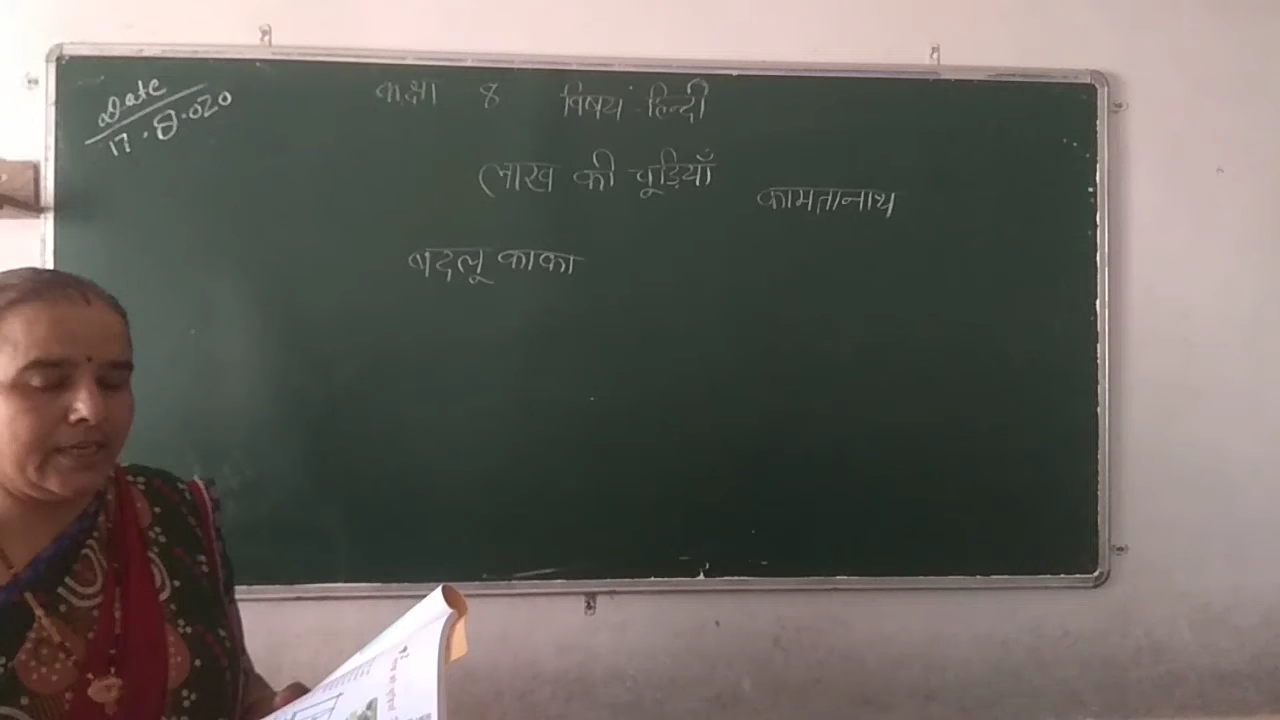 Date
17.8.020
कक्षा 8 विषय हिन्दी
लाख की चूड़ियाँ
कामतानाथ
बदलू काका